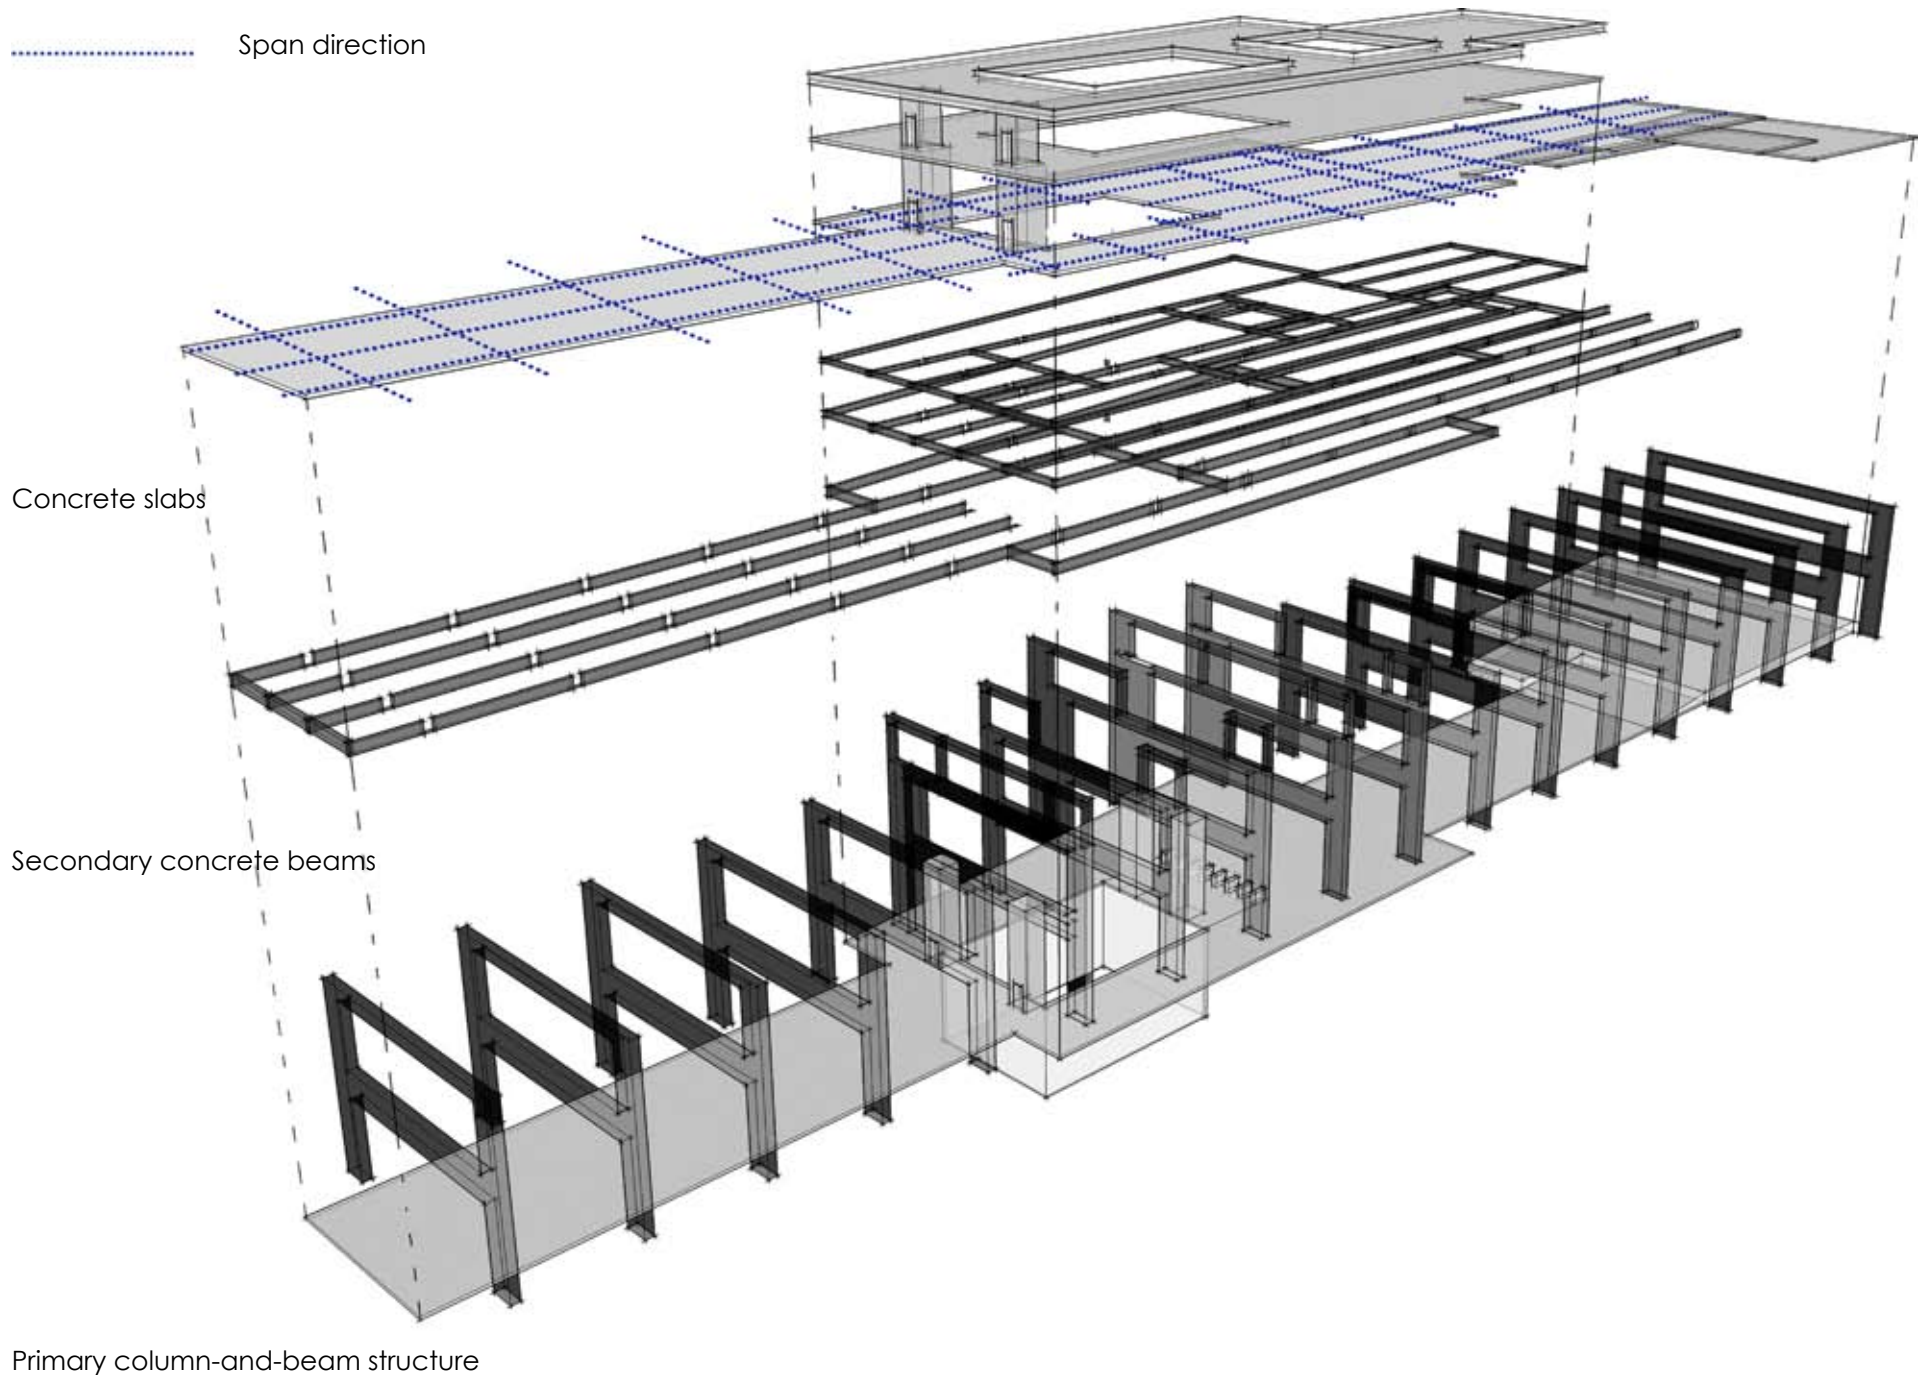 Span direction
Concrete slabs
Secondary concrete beams
Primary column-and-beam structure